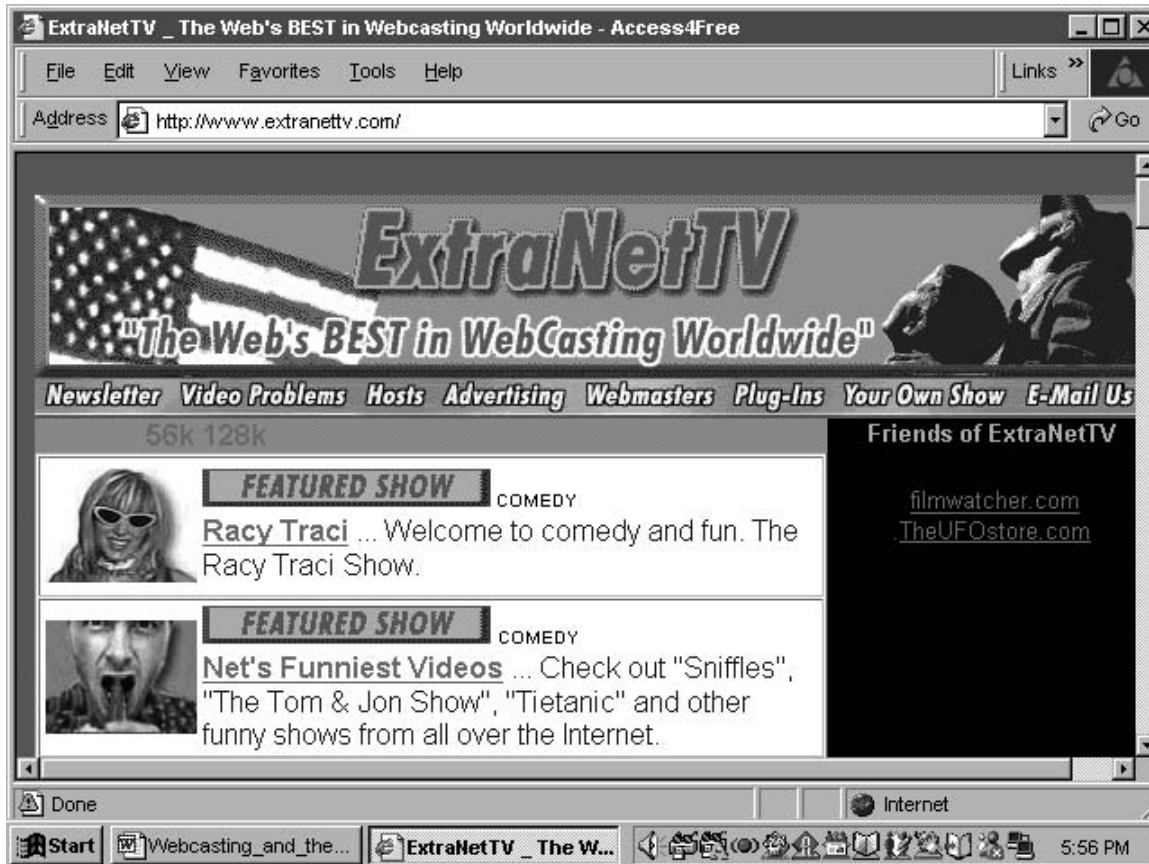 ExtraNetTV _ The Web's BEST in Webcasting Worldwide - Access4Free
File Edit View Favorites Tools Help Links »
Address http://www.extranettv.com/ Go
ExtraNetTV
"The Web's BEST in WebCasting Worldwide"
Newsletter Video Problems Hosts Advertising Webmasters Plug-Ins Your Own Show E-Mail Us
56k 128k
Friends of ExtraNetTV
filmwatcher.com
.TheUFOstore.com
FEATURED SHOW COMEDY
Racy Traci ... Welcome to comedy and fun. The
Racy Traci Show.
FEATURED SHOW COMEDY
Net's Funniest Videos ... Check out "Sniffles",
"The Tom & Jon Show", "Tietanic" and other
funny shows from all over the Internet.
Done Internet
Start Webcasting_and_the... ExtraNetTV _ The W... 5:56 PM